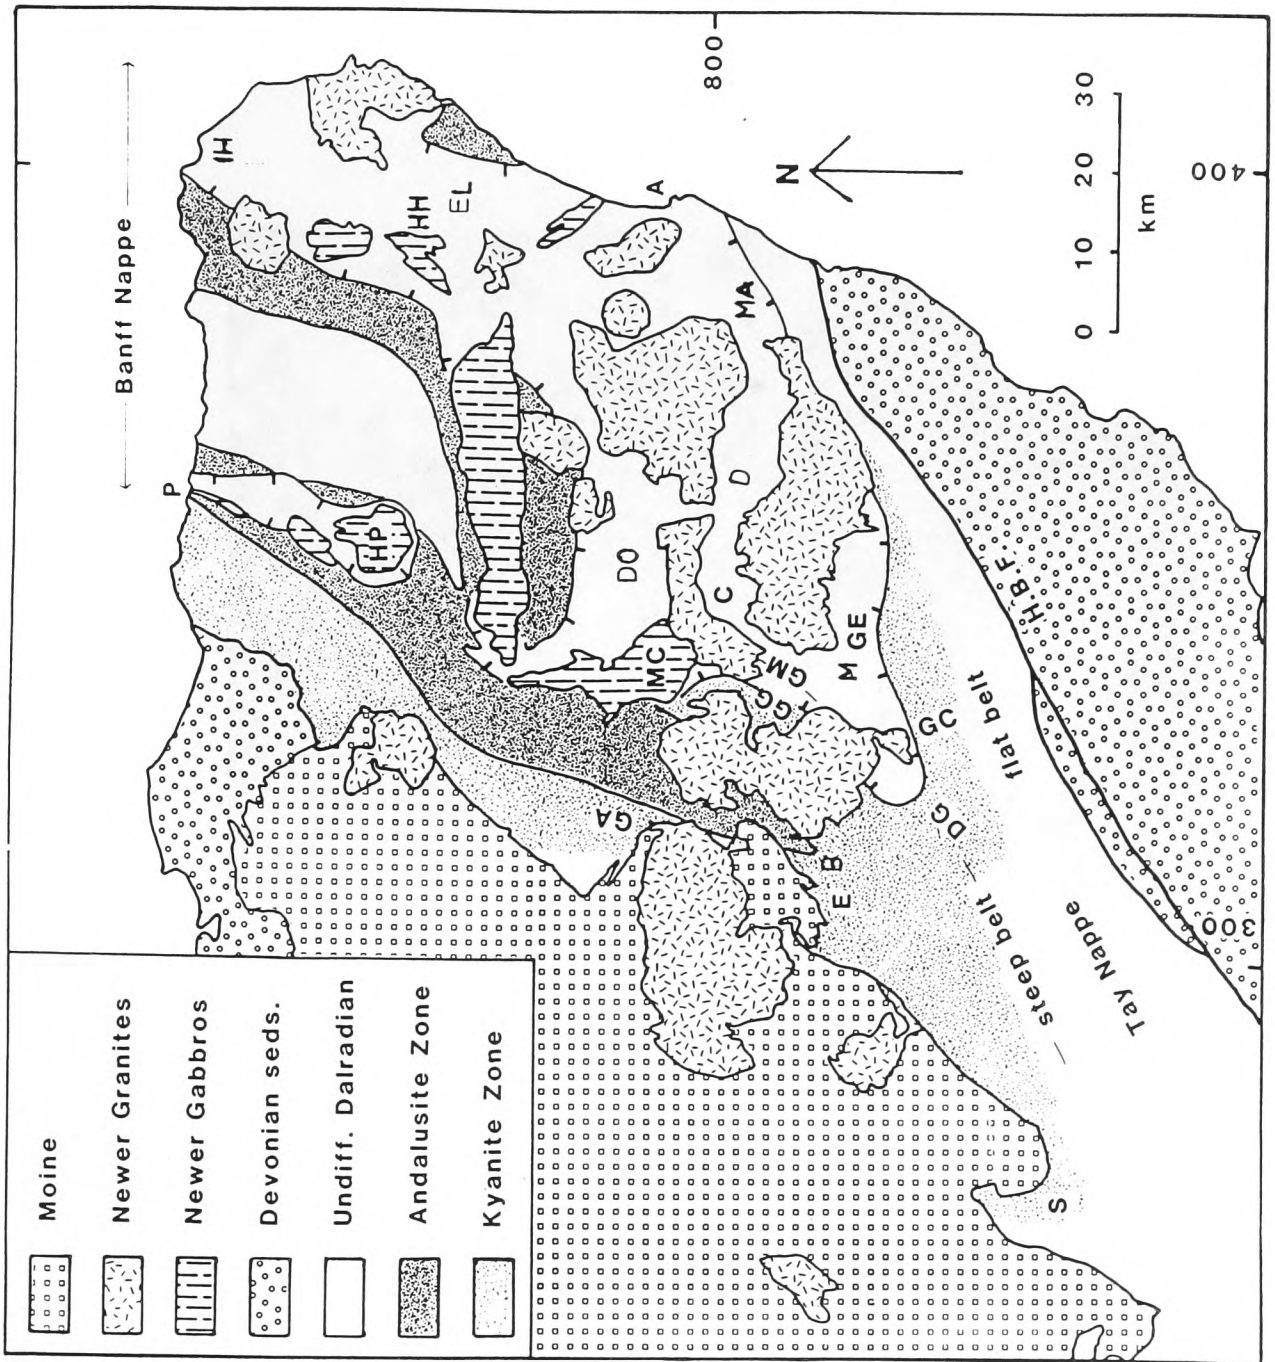 Banff Nappe
800
400
300
N
30
20
10
0
km
IH
HH
EL
A
P
HP
MA
D
DO
C
MC
GM
GG
M
GE
GC
GA
DG
B
E
S
H.B.F.
flat belt
steep belt
Tay Nappe
Moine
Newer Granites
Newer Gabbros
Devonian seds.
Undiff. Dalradian
Andalusite Zone
Kyanite Zone